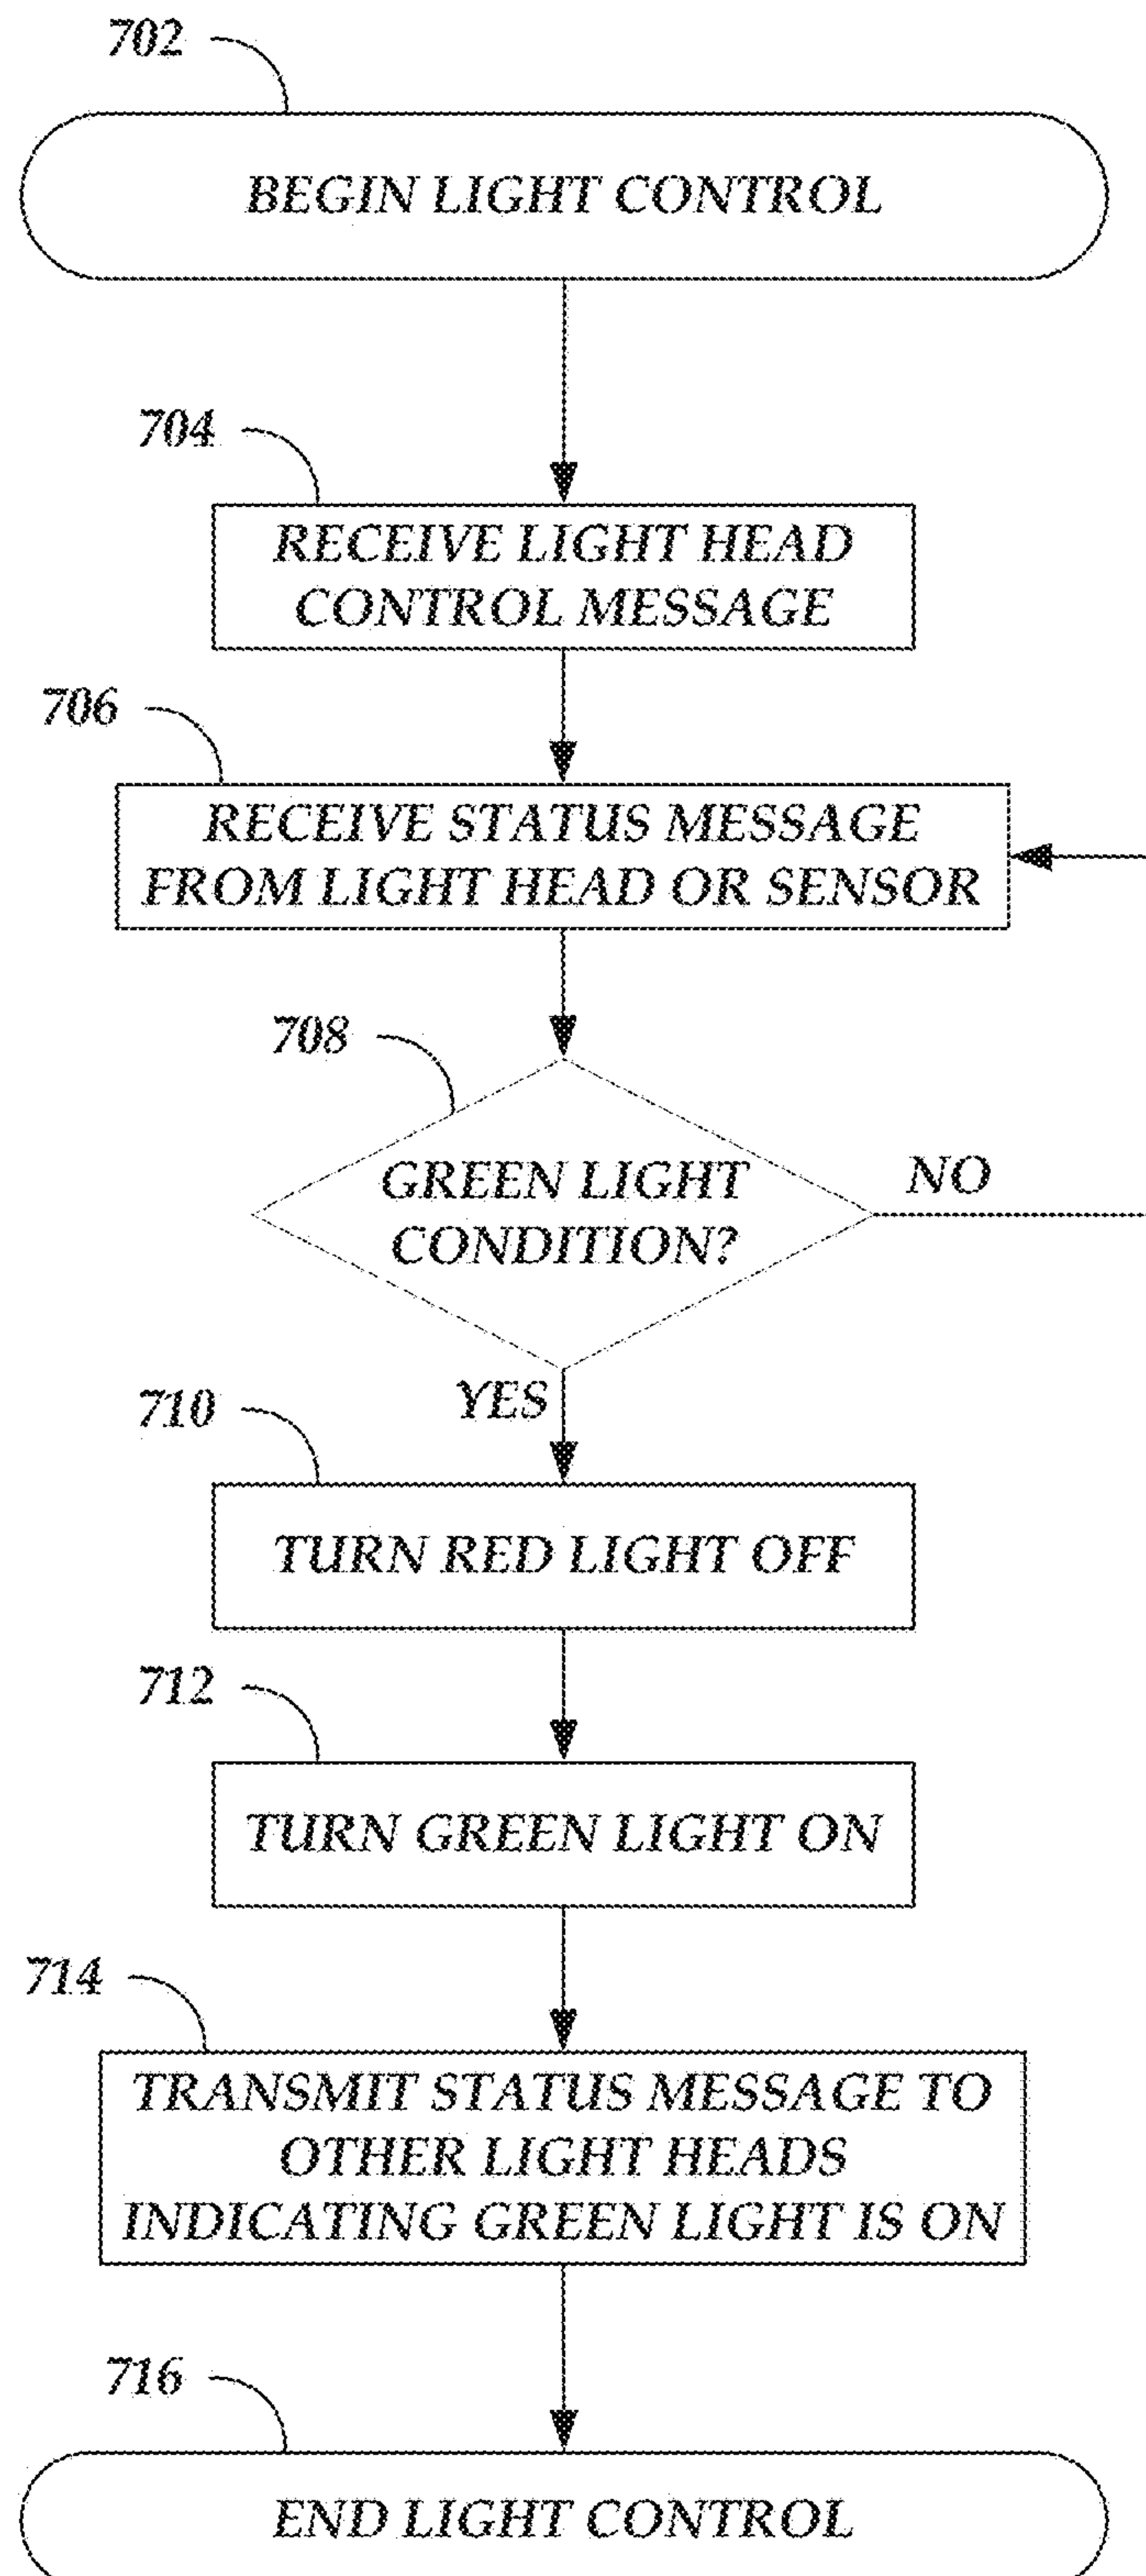 702
BEGIN LIGHT CONTROL
704
RECEIVE LIGHT HEAD
CONTROL MESSAGE
706
RECEIVE STATUS MESSAGE
FROM LIGHT HEAD OR SENSOR
708
GREEN LIGHT
CONDITION?
NO
YES
710
TURN RED LIGHT OFF
712
TURN GREEN LIGHT ON
714
TRANSMIT STATUS MESSAGE TO
OTHER LIGHT HEADS
INDICATING GREEN LIGHT IS ON
716
END LIGHT CONTROL